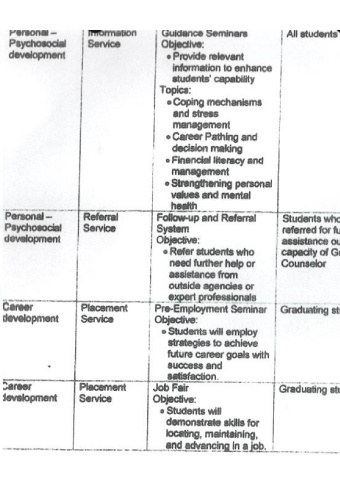 Personal –
Psychosocial
development
Information
Service
Guidance Seminars
Objective:
• Provide relevant
information to enhance
students' capability
Topics:
• Coping mechanisms
and stress
management
• Career Pathing and
decision making
• Financial literacy and
management
• Strengthening personal
values and mental
health
All students
Personal –
Psychosocial
development
Referral
Service
Follow-up and Referral
System
Objective:
• Refer students who
need further help or
assistance from
outside agencies or
expert professionals
Students who
referred for fu
assistance ou
capacity of G
Counselor
Career
development
Placement
Service
Pre-Employment Seminar
Objective:
• Students will employ
strategies to achieve
future career goals with
success and
satisfaction.
Graduating st
Career
development
Placement
Service
Job Fair
Objective:
• Students will
demonstrate skills for
locating, maintaining,
and advancing in a job.
Graduating stu